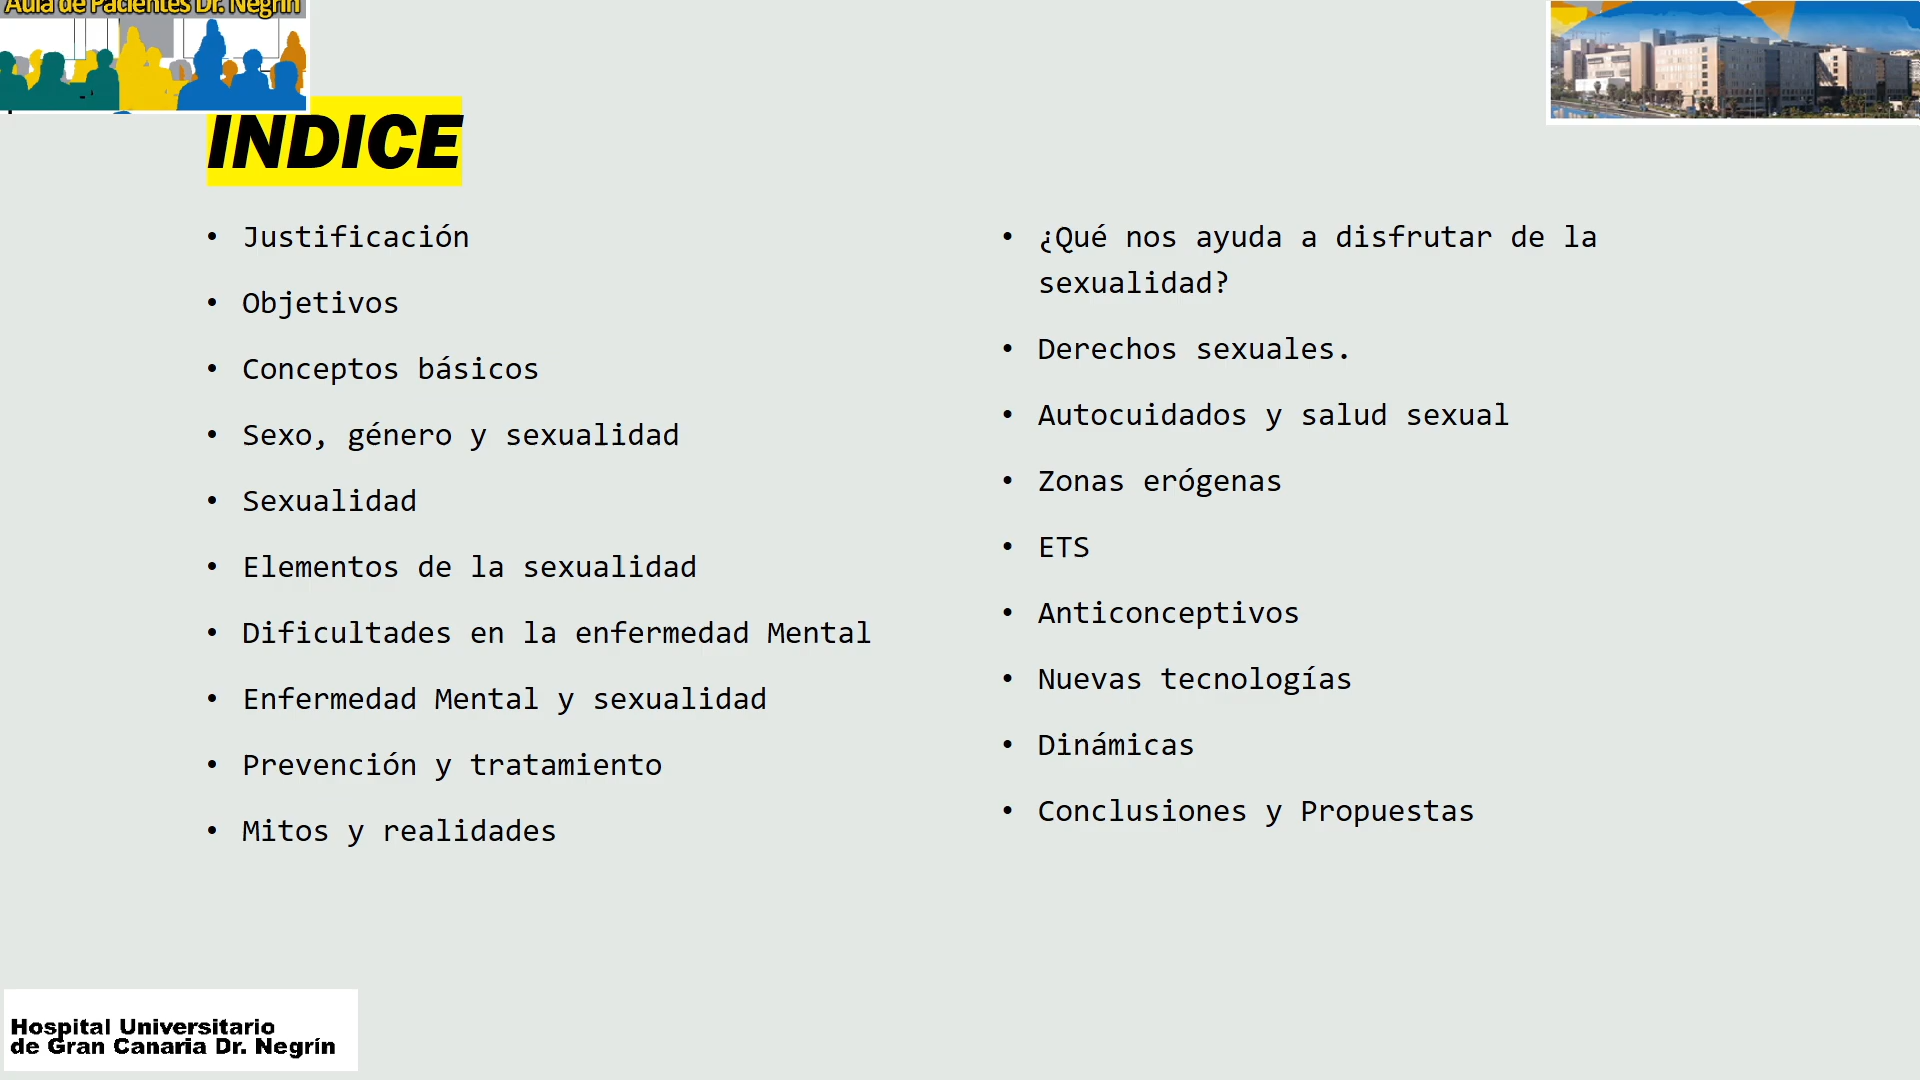 Aula de Pacientes Dr. Negrín
INDICE
• Justificación
• Objetivos
• Conceptos básicos
• Sexo, género y sexualidad
• Sexualidad
• Elementos de la sexualidad
• Dificultades en la enfermedad Mental
• Enfermedad Mental y sexualidad
• Prevención y tratamiento
• Mitos y realidades
• ¿Qué nos ayuda a disfrutar de la
sexualidad?
• Derechos sexuales.
• Autocuidados y salud sexual
• Zonas erógenas
• ETS
• Anticonceptivos
• Nuevas tecnologías
• Dinámicas
• Conclusiones y Propuestas
Hospital Universitario
de Gran Canaria Dr. Negrín